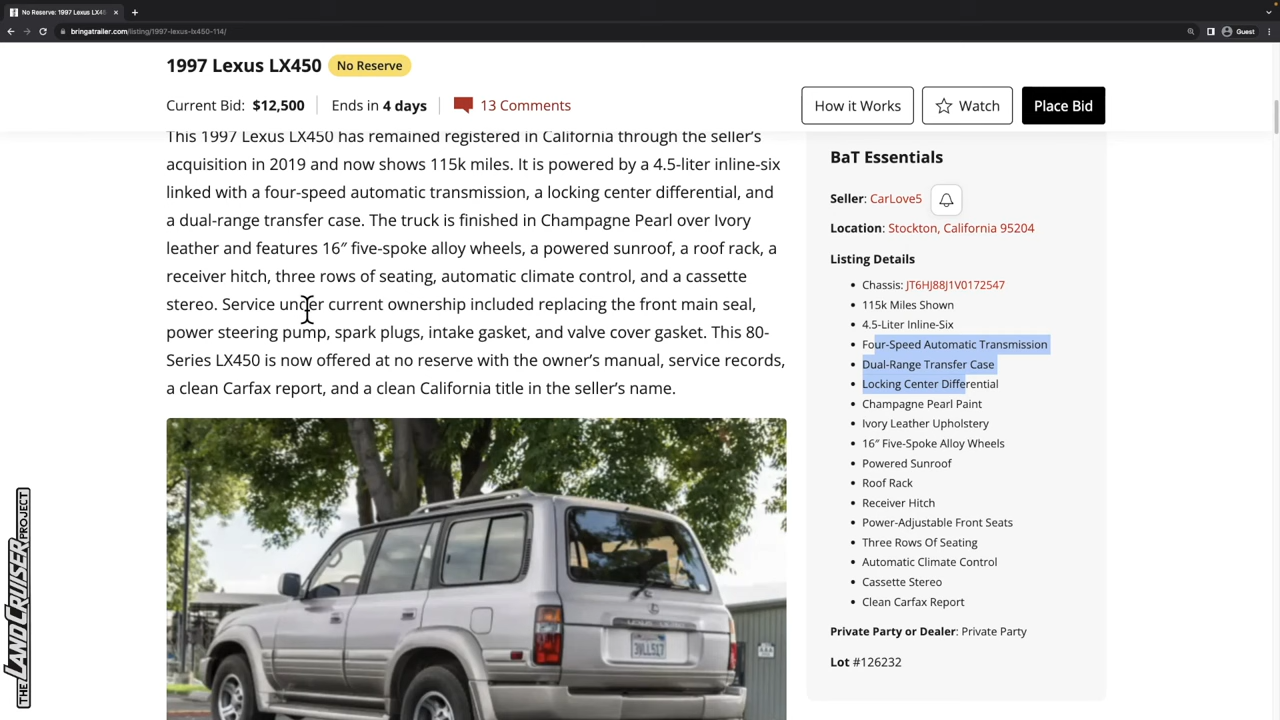 No Reserve: 1997 Lexus LX4
bringatrailer.com/listing/1997-lexus-lx450-114/
Guest
1997 Lexus LX450 No Reserve
Current Bid: $12,500 Ends in 4 days 13 Comments
How it Works Watch Place Bid
This 1997 Lexus LX450 has remained registered in California through the seller's
acquisition in 2019 and now shows 115k miles. It is powered by a 4.5-liter inline-six
linked with a four-speed automatic transmission, a locking center differential, and
a dual-range transfer case. The truck is finished in Champagne Pearl over Ivory
leather and features 16″ five-spoke alloy wheels, a powered sunroof, a roof rack, a
receiver hitch, three rows of seating, automatic climate control, and a cassette
stereo. Service under current ownership included replacing the front main seal,
power steering pump, spark plugs, intake gasket, and valve cover gasket. This 80-
Series LX450 is now offered at no reserve with the owner's manual, service records,
a clean Carfax report, and a clean California title in the seller's name.
BaT Essentials
Seller: CarLove5
Location: Stockton, California 95204
Listing Details
Chassis: JT6HJ88J1V0172547
115k Miles Shown
4.5-Liter Inline-Six
Four-Speed Automatic Transmission
Dual-Range Transfer Case
Locking Center Differential
Champagne Pearl Paint
Ivory Leather Upholstery
16″ Five-Spoke Alloy Wheels
Powered Sunroof
Roof Rack
Receiver Hitch
Power-Adjustable Front Seats
Three Rows Of Seating
Automatic Climate Control
Cassette Stereo
Clean Carfax Report
Private Party or Dealer: Private Party
Lot #126232
THE LAND CRUISER PROJECT